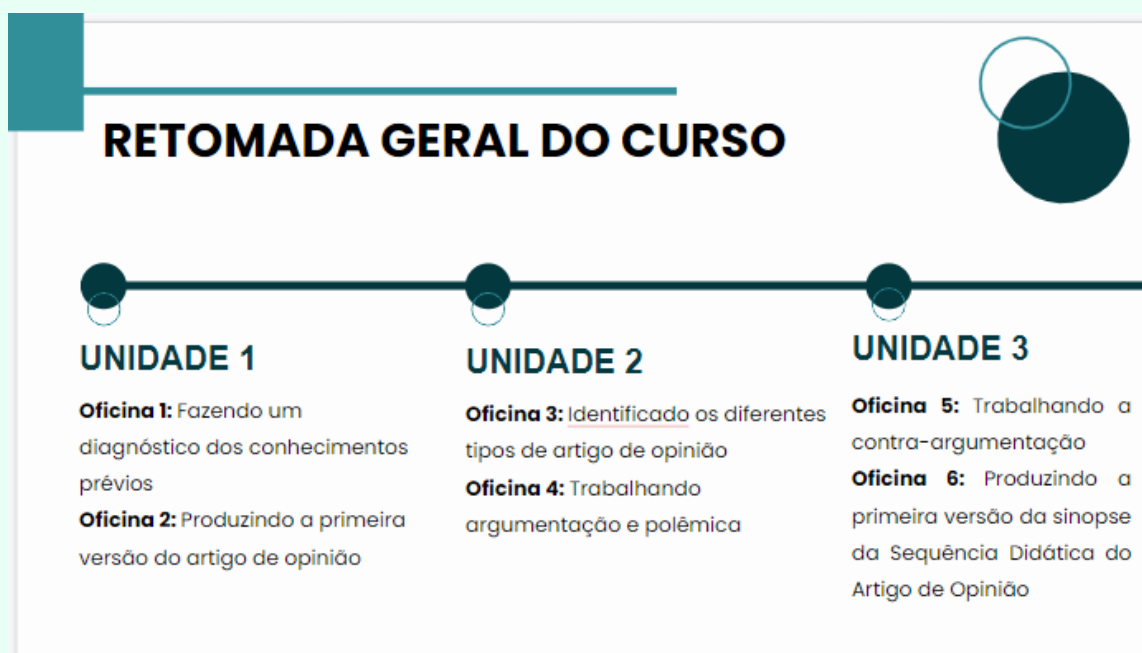 RETOMADA GERAL DO CURSO
UNIDADE 1
Oficina 1: Fazendo um
diagnóstico dos conhecimentos
prévios
Oficina 2: Produzindo a primeira
versão do artigo de opinião
UNIDADE 2
Oficina 3: Identificado os diferentes
tipos de artigo de opinião
Oficina 4: Trabalhando
argumentação e polêmica
UNIDADE 3
Oficina 5: Trabalhando a
contra-argumentação
Oficina 6: Produzindo a
primeira versão da sinopse
da Sequência Didática do
Artigo de Opinião